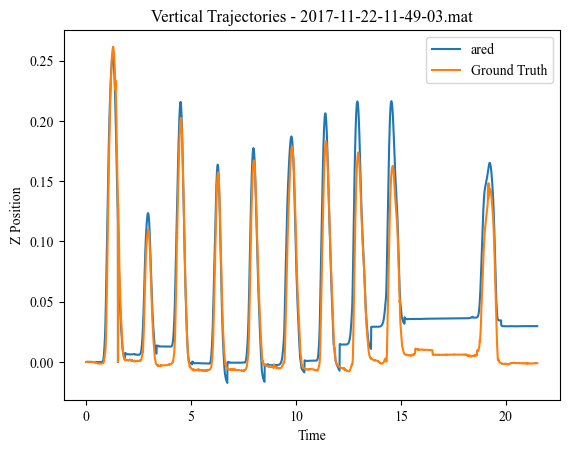 Vertical Trajectories - 2017-11-22-11-49-03.mat
ared
Ground Truth
0.25
0.20
0.15
0.10
0.05
0.00
Z Position
0
5
10
15
20
Time